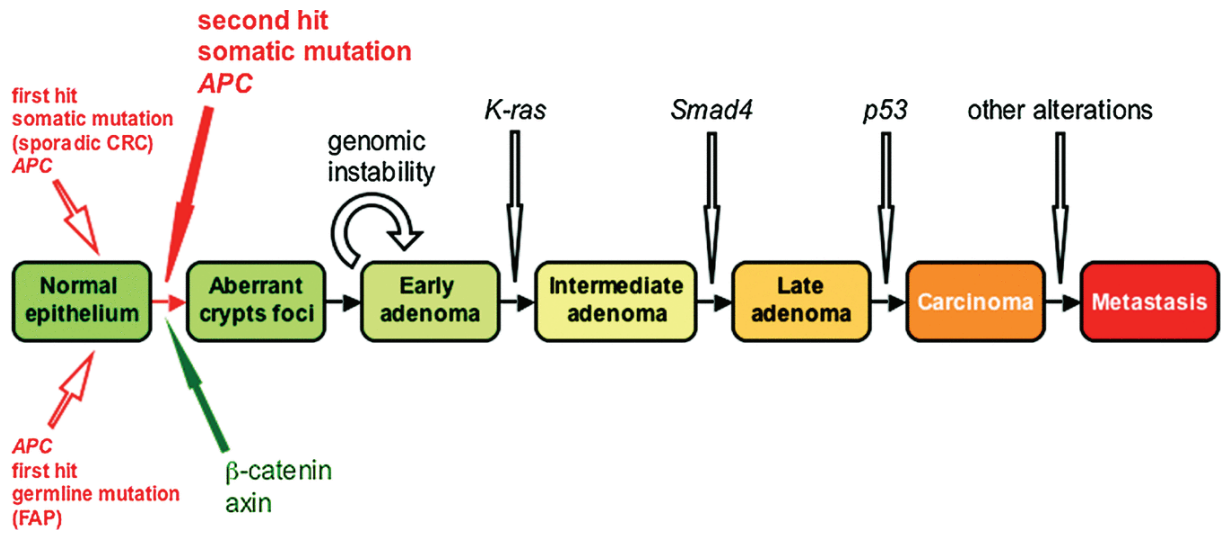 second hit
somatic mutation
APC
first hit
somatic mutation
(sporadic CRC)
APC
genomic
instability
K-ras
Smad4
p53
other alterations
Normal
epithelium
Aberrant
crypts foci
Early
adenoma
Intermediate
adenoma
Late
adenoma
Carcinoma
Metastasis
APC
first hit
germline mutation
(FAP)
β-catenin
axin